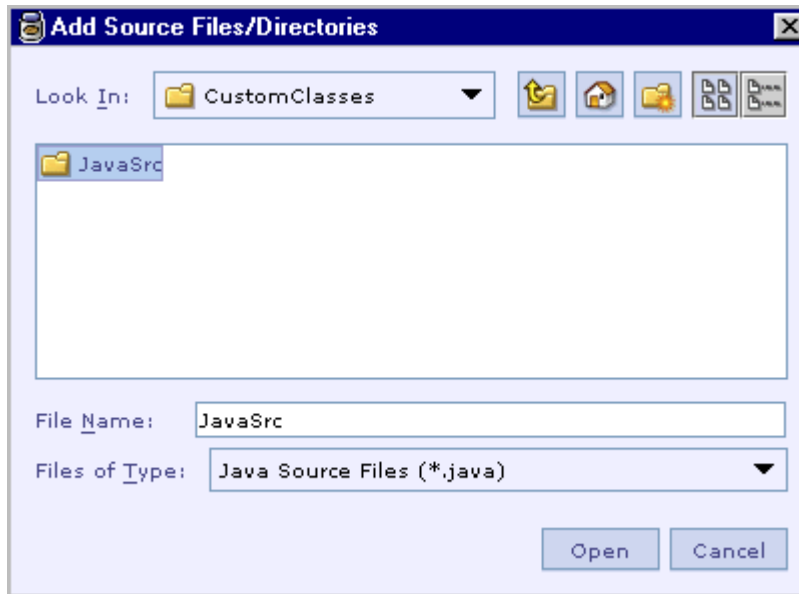 Add Source Files/Directories
Look In: CustomClasses
JavaSrc
File Name: JavaSrc
Files of Type: Java Source Files (*.java)
Open Cancel